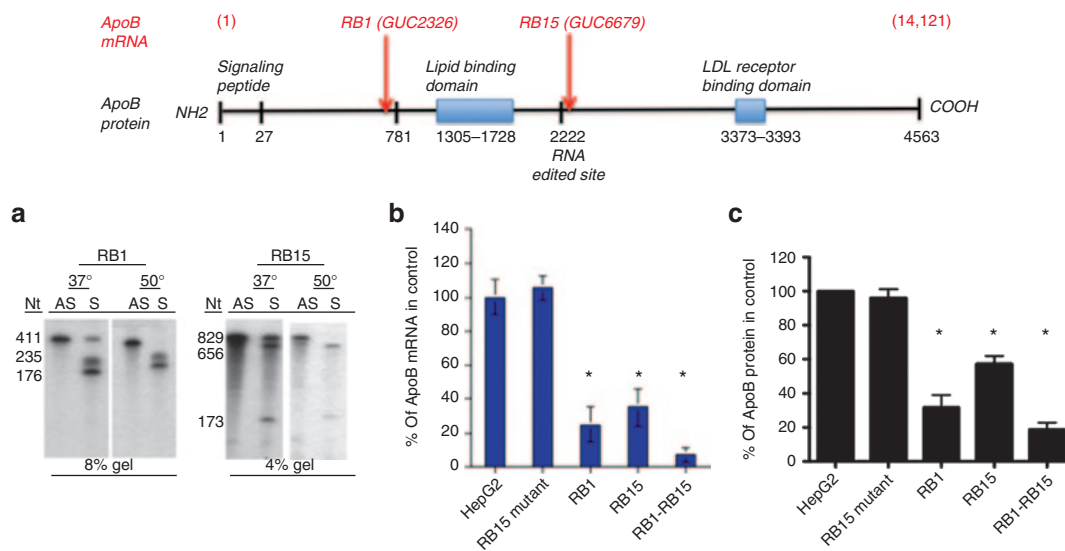 ApoB mRNA
(1)
RB1 (GUC2326)
RB15 (GUC6679)
(14,121)
Signaling peptide
Lipid binding domain
LDL receptor binding domain
ApoB protein
NH2
COOH
1
27
781
1305–1728
2222
3373–3393
4563
RNA edited site
a
RB1
37°
50°
Nt
AS
S
AS
S
411
235
176
8% gel
RB15
37°
50°
Nt
AS
S
AS
S
829
656
173
4% gel
b
% Of ApoB mRNA in control
140
120
100
80
60
40
20
0
*
*
*
HepG2
RB15 mutant
RB1
RB15
RB1-RB15
c
% Of ApoB protein in control
120
100
80
60
40
20
0
*
*
*
HepG2
RB15 mutant
RB1
RB15
RB1-RB15